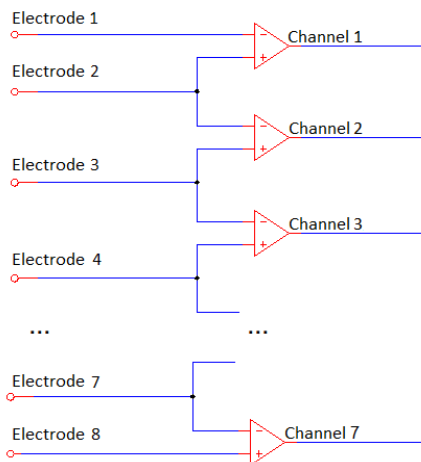 Electrode 1
Channel 1
Electrode 2
Channel 2
Electrode 3
Channel 3
Electrode 4
... ...
Electrode 7
Electrode 8
Channel 7